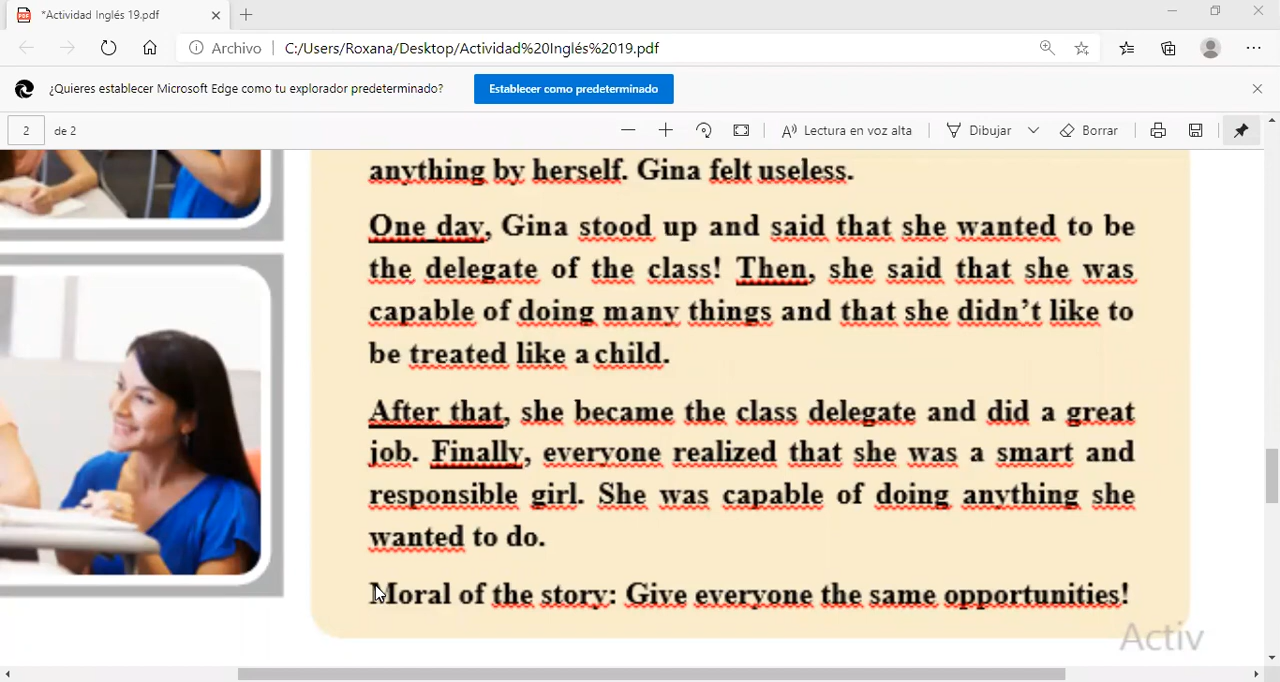 *Actividad Inglés 19.pdf
Archivo C:/Users/Roxana/Desktop/Actividad%20Inglés%2019.pdf
¿Quieres establecer Microsoft Edge como tu explorador predeterminado? Establecer como predeterminado
2 de 2 Lectura en voz alta Dibujar Borrar
anything by herself. Gina felt useless.
One day, Gina stood up and said that she wanted to be
the delegate of the class! Then, she said that she was
capable of doing many things and that she didn’t like to
be treated like a child.
After that, she became the class delegate and did a great
job. Finally, everyone realized that she was a smart and
responsible girl. She was capable of doing anything she
wanted to do.
Moral of the story: Give everyone the same opportunities!
Activ